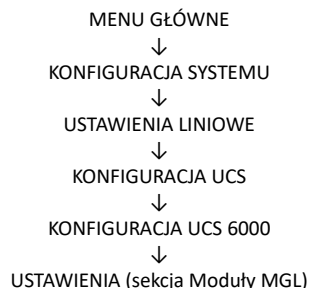 MENU GŁÓWNE
↓
KONFIGURACJA SYSTEMU
↓
USTAWIENIA LINIOWE
↓
KONFIGURACJA UCS
↓
KONFIGURACJA UCS 6000
↓
USTAWIENIA (sekcja Moduły MGL)